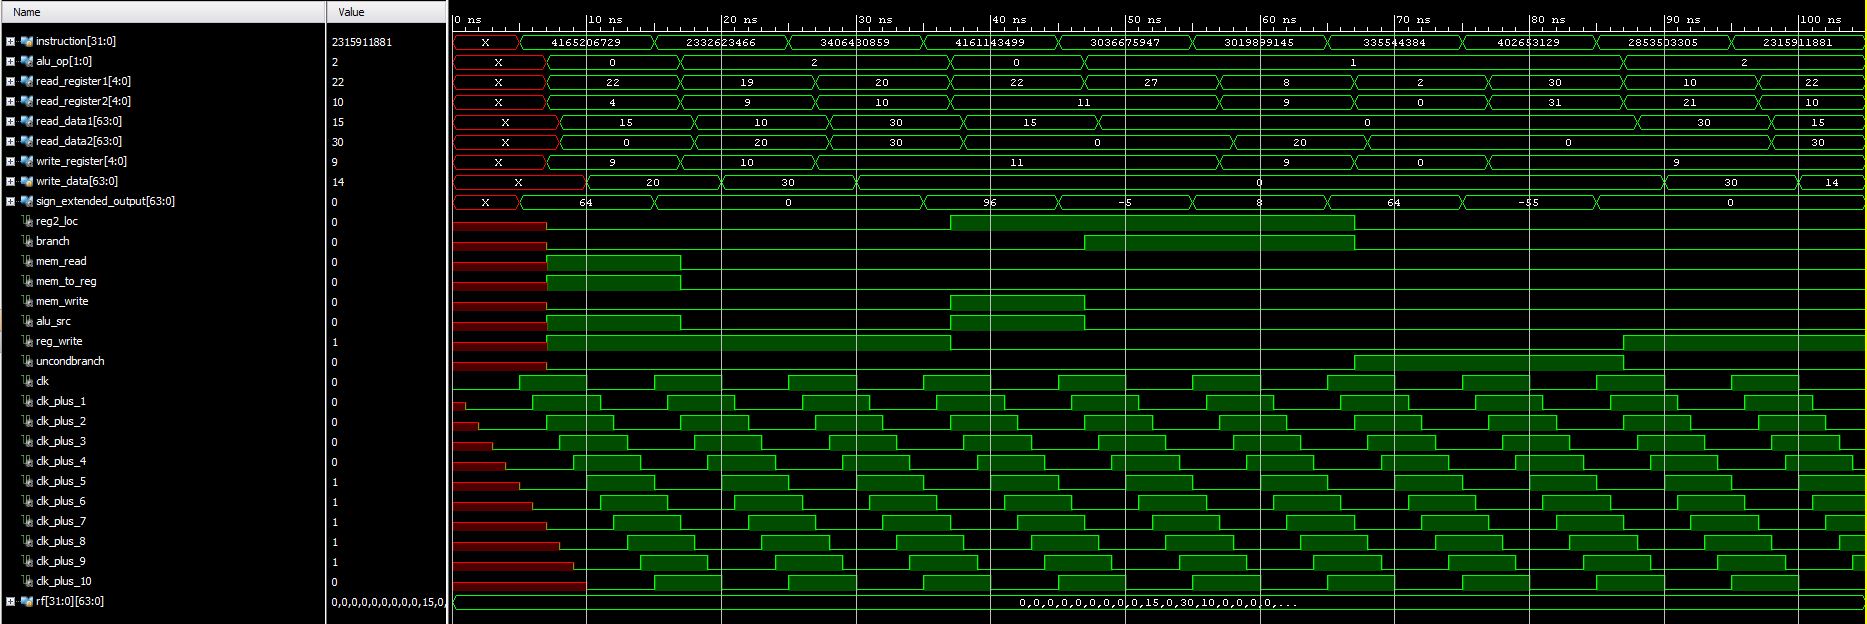 Name Value
0 ns 10 ns 20 ns 30 ns 40 ns 50 ns 60 ns 70 ns 80 ns 90 ns 100 ns
instruction[31:0] 2315911881 X 4165206729 2332623466 3406430859 4161143499 3036675947 3019899145 335544384 402653129 2853503305 2315911881
alu_op[1:0] 2 X 0 2 0 1 2
read_register1[4:0] 22 X 22 19 20 22 27 8 2 30 10 22
read_register2[4:0] 10 X 4 9 10 11 9 0 31 21 10
read_data1[63:0] 15 X 15 10 30 15 0 30 15
read_data2[63:0] 30 X 0 20 30 0 20 0 30
write_register[4:0] 9 X 9 10 11 9 0 9
write_data[63:0] 14 X 20 30 0 30 14
sign_extended_output[63:0] 0 X 64 0 96 -5 8 64 -55 0
reg2_loc 0
branch 0
mem_read 0
mem_to_reg 0
mem_write 0
alu_src 0
reg_write 1
uncondbranch 0
clk 0
clk_plus_1 0
clk_plus_2 0
clk_plus_3 0
clk_plus_4 0
clk_plus_5 1
clk_plus_6 1
clk_plus_7 1
clk_plus_8 1
clk_plus_9 1
clk_plus_10 0
rf[31:0][63:0] 0,0,0,0,0,0,0,0,0,15,0, 0,0,0,0,0,0,0,0,0,15,0,30,10,0,0,0,0,...